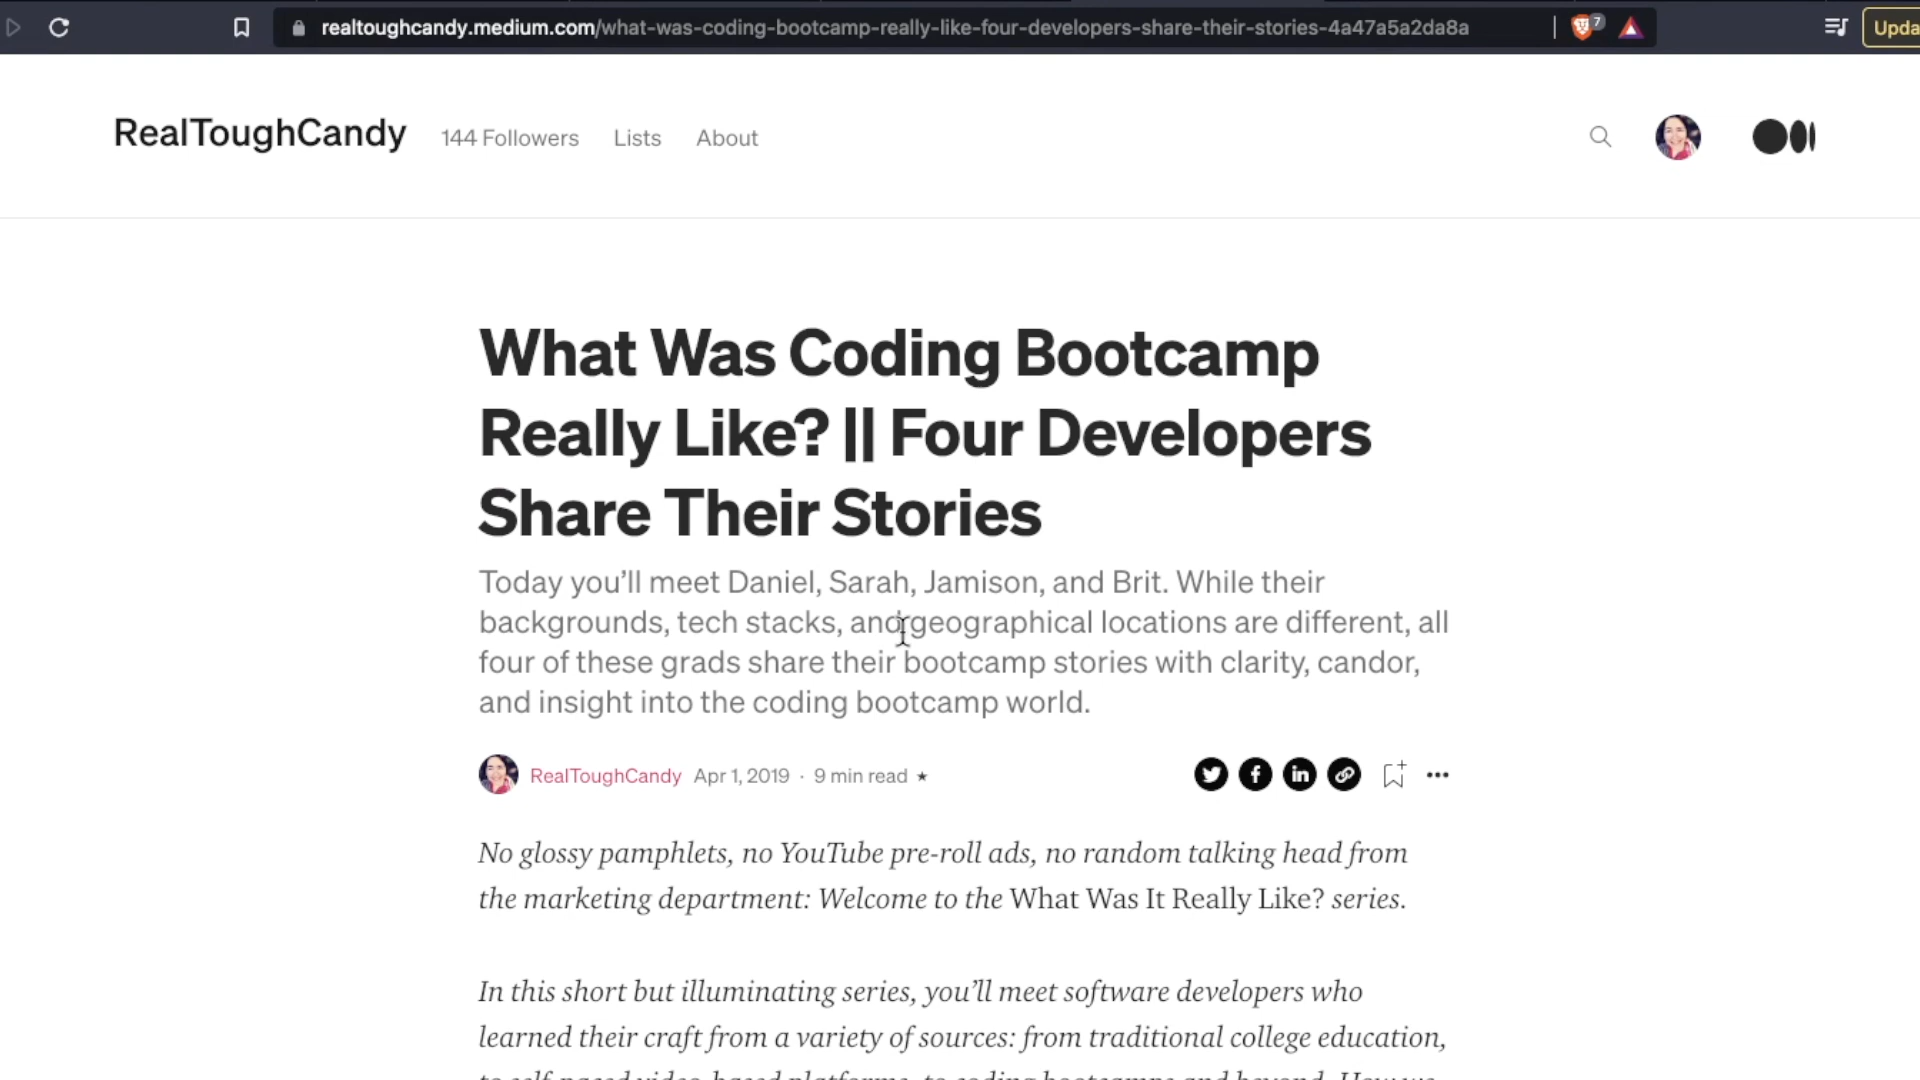 realtoughcandy.medium.com/what-was-coding-bootcamp-really-like-four-developers-share-their-stories-4a47a5a2da8a
7
Upda
RealToughCandy
144 Followers
Lists
About
What Was Coding Bootcamp
Really Like? || Four Developers
Share Their Stories
Today you'll meet Daniel, Sarah, Jamison, and Brit. While their
backgrounds, tech stacks, and geographical locations are different, all
four of these grads share their bootcamp stories with clarity, candor,
and insight into the coding bootcamp world.
RealToughCandy Apr 1, 2019 · 9 min read ★
No glossy pamphlets, no YouTube pre-roll ads, no random talking head from
the marketing department: Welcome to the What Was It Really Like? series.
In this short but illuminating series, you'll meet software developers who
learned their craft from a variety of sources: from traditional college education,
to self-paced video-based platforms, to coding bootcamps and beyond. How we